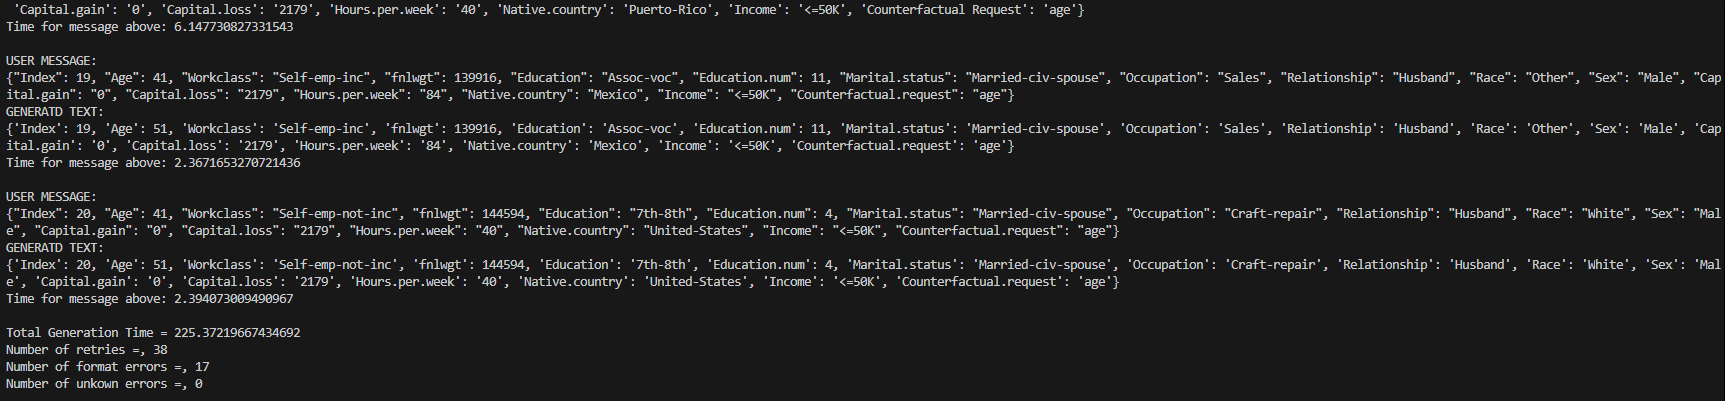 'Capital.gain': '0', 'Capital.loss': '2179', 'Hours.per.week': '40', 'Native.country': 'Puerto-Rico', 'Income': '<=50K', 'Counterfactual Request': 'age'}
Time for message above: 6.147730827331543
USER MESSAGE:
{"Index": 19, "Age": 41, "Workclass": "Self-emp-inc", "fnlwgt": 139916, "Education": "Assoc-voc", "Education.num": 11, "Marital.status": "Married-civ-spouse", "Occupation": "Sales", "Relationship": "Husband", "Race": "Other", "Sex": "Male", "Cap
ital.gain": "0", "Capital.loss": "2179", "Hours.per.week": "84", "Native.country": "Mexico", "Income": "<=50K", "Counterfactual.request": "age"}
GENERATD TEXT:
{'Index': 19, 'Age': 51, 'Workclass': 'Self-emp-inc', 'fnlwgt': 139916, 'Education': 'Assoc-voc', 'Education.num': 11, 'Marital.status': 'Married-civ-spouse', 'Occupation': 'Sales', 'Relationship': 'Husband', 'Race': 'Other', 'Sex': 'Male', 'Cap
ital.gain': '0', 'Capital.loss': '2179', 'Hours.per.week': '84', 'Native.country': 'Mexico', 'Income': '<=50K', 'Counterfactual.request': 'age'}
Time for message above: 2.3671653270721436
USER MESSAGE:
{"Index": 20, "Age": 41, "Workclass": "Self-emp-not-inc", "fnlwgt": 144594, "Education": "7th-8th", "Education.num": 4, "Marital.status": "Married-civ-spouse", "Occupation": "Craft-repair", "Relationship": "Husband", "Race": "White", "Sex": "Mal
e", "Capital.gain": "0", "Capital.loss": "2179", "Hours.per.week": "40", "Native.country": "United-States", "Income": "<=50K", "Counterfactual.request": "age"}
GENERATD TEXT:
{'Index': 20, 'Age': 51, 'Workclass': 'Self-emp-not-inc', 'fnlwgt': 144594, 'Education': '7th-8th', 'Education.num': 4, 'Marital.status': 'Married-civ-spouse', 'Occupation': 'Craft-repair', 'Relationship': 'Husband', 'Race': 'White', 'Sex': 'Mal
e', 'Capital.gain': '0', 'Capital.loss': '2179', 'Hours.per.week': '40', 'Native.country': 'United-States', 'Income': '<=50K', 'Counterfactual.request': 'age'}
Time for message above: 2.394073009490967
Total Generation Time = 225.37219667434692
Number of retries =, 38
Number of format errors =, 17
Number of unkown errors =, 0